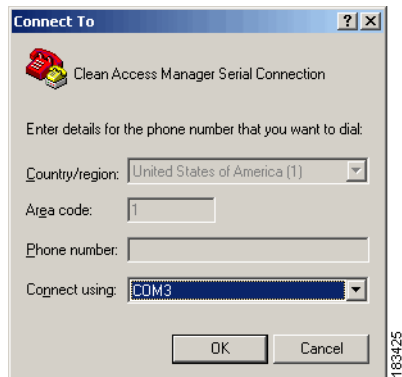 Connect To
Clean Access Manager Serial Connection
Enter details for the phone number that you want to dial:
Country/region: United States of America (1)
Area code: 1
Phone number:
Connect using: COM3
OK Cancel
183425